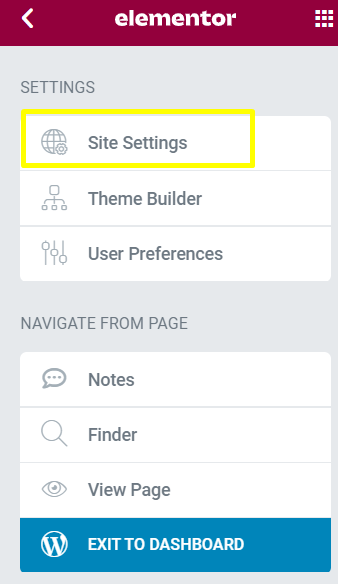 elementor
SETTINGS
Site Settings
Theme Builder
User Preferences
NAVIGATE FROM PAGE
Notes
Finder
View Page
EXIT TO DASHBOARD